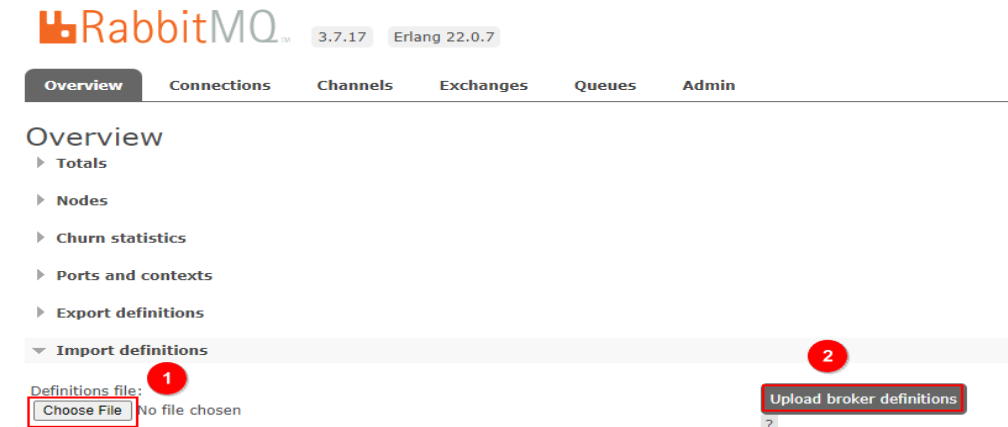 RabbitMQ™ 3.7.17 Erlang 22.0.7
Overview Connections Channels Exchanges Queues Admin
Overview
Totals
Nodes
Churn statistics
Ports and contexts
Export definitions
Import definitions
2
1
Definitions file:
Choose File No file chosen
Upload broker definitions
?